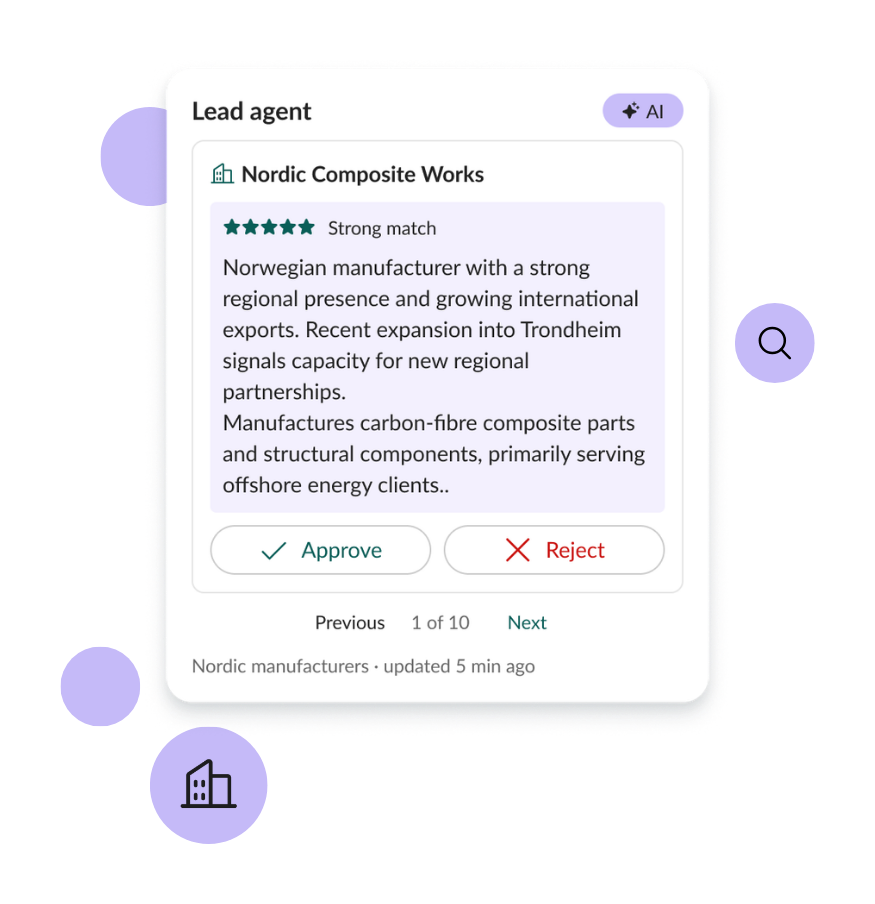 Lead agent
AI
Nordic Composite Works
Strong match
Norwegian manufacturer with a strong
regional presence and growing international
exports. Recent expansion into Trondheim
signals capacity for new regional
partnerships.
Manufactures carbon-fibre composite parts
and structural components, primarily serving
offshore energy clients..
Approve
Reject
Previous 1 of 10 Next
Nordic manufacturers · updated 5 min ago